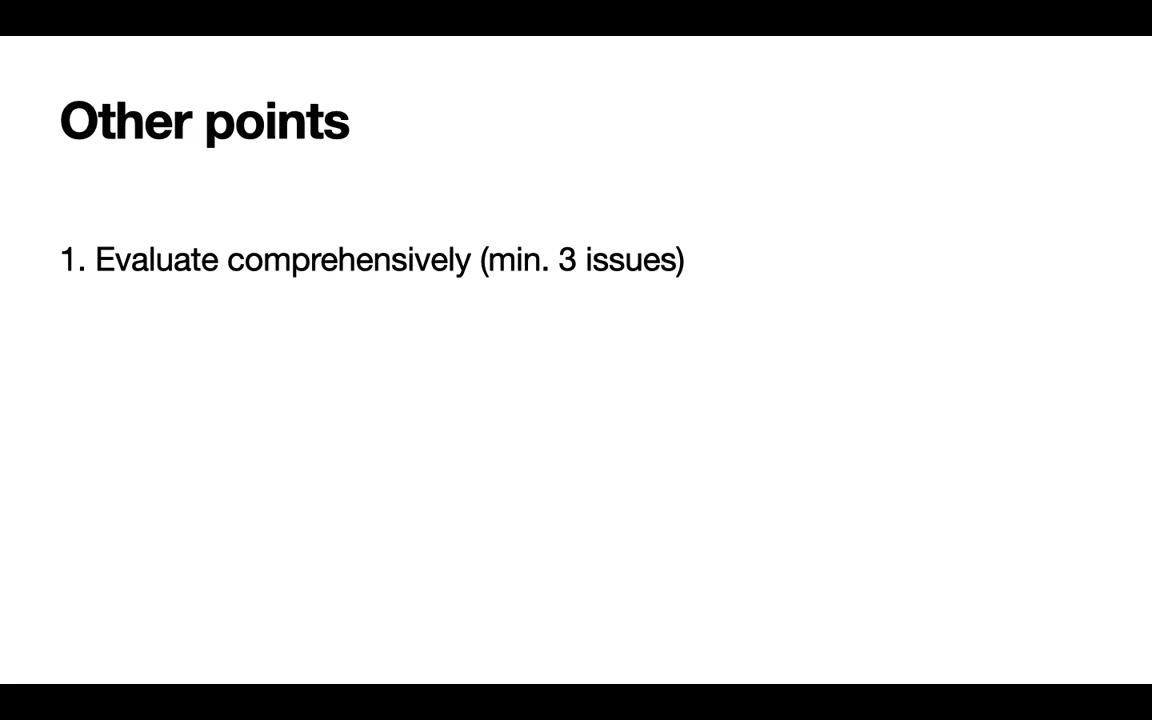 Other points
1. Evaluate comprehensively (min. 3 issues)